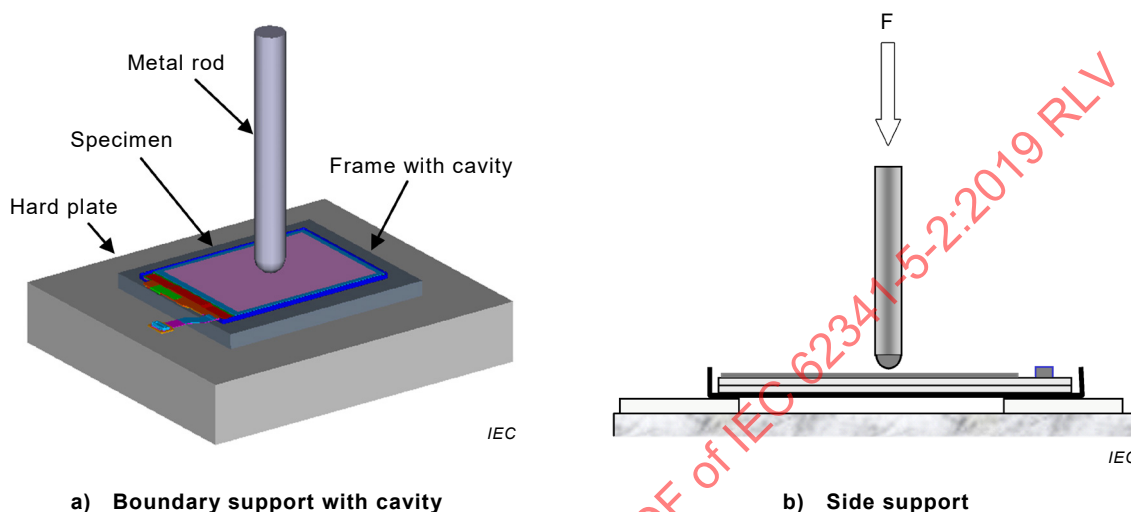 Metal rod
Specimen
Frame with cavity
Hard plate
IEC
a) Boundary support with cavity
F
IEC
b) Side support
DF of IEC 62341-5-2:2019 RLV